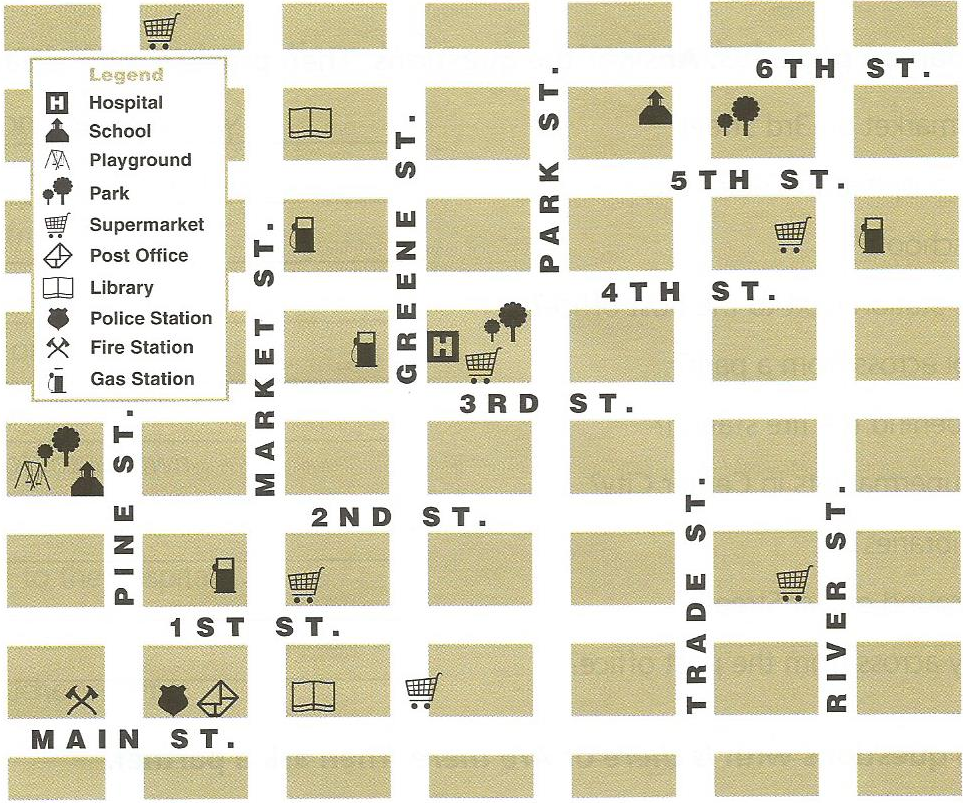 6TH ST.
Legend
Hospital
School
Playground
Park
Supermarket
Post Office
Library
Police Station
Fire Station
Gas Station
H
5TH ST.
4TH ST.
3RD ST.
2ND ST.
1ST ST.
MAIN ST.
PINE ST.
MARKET ST.
GREENE ST.
PARK ST.
TRADE ST.
RIVER ST.
H